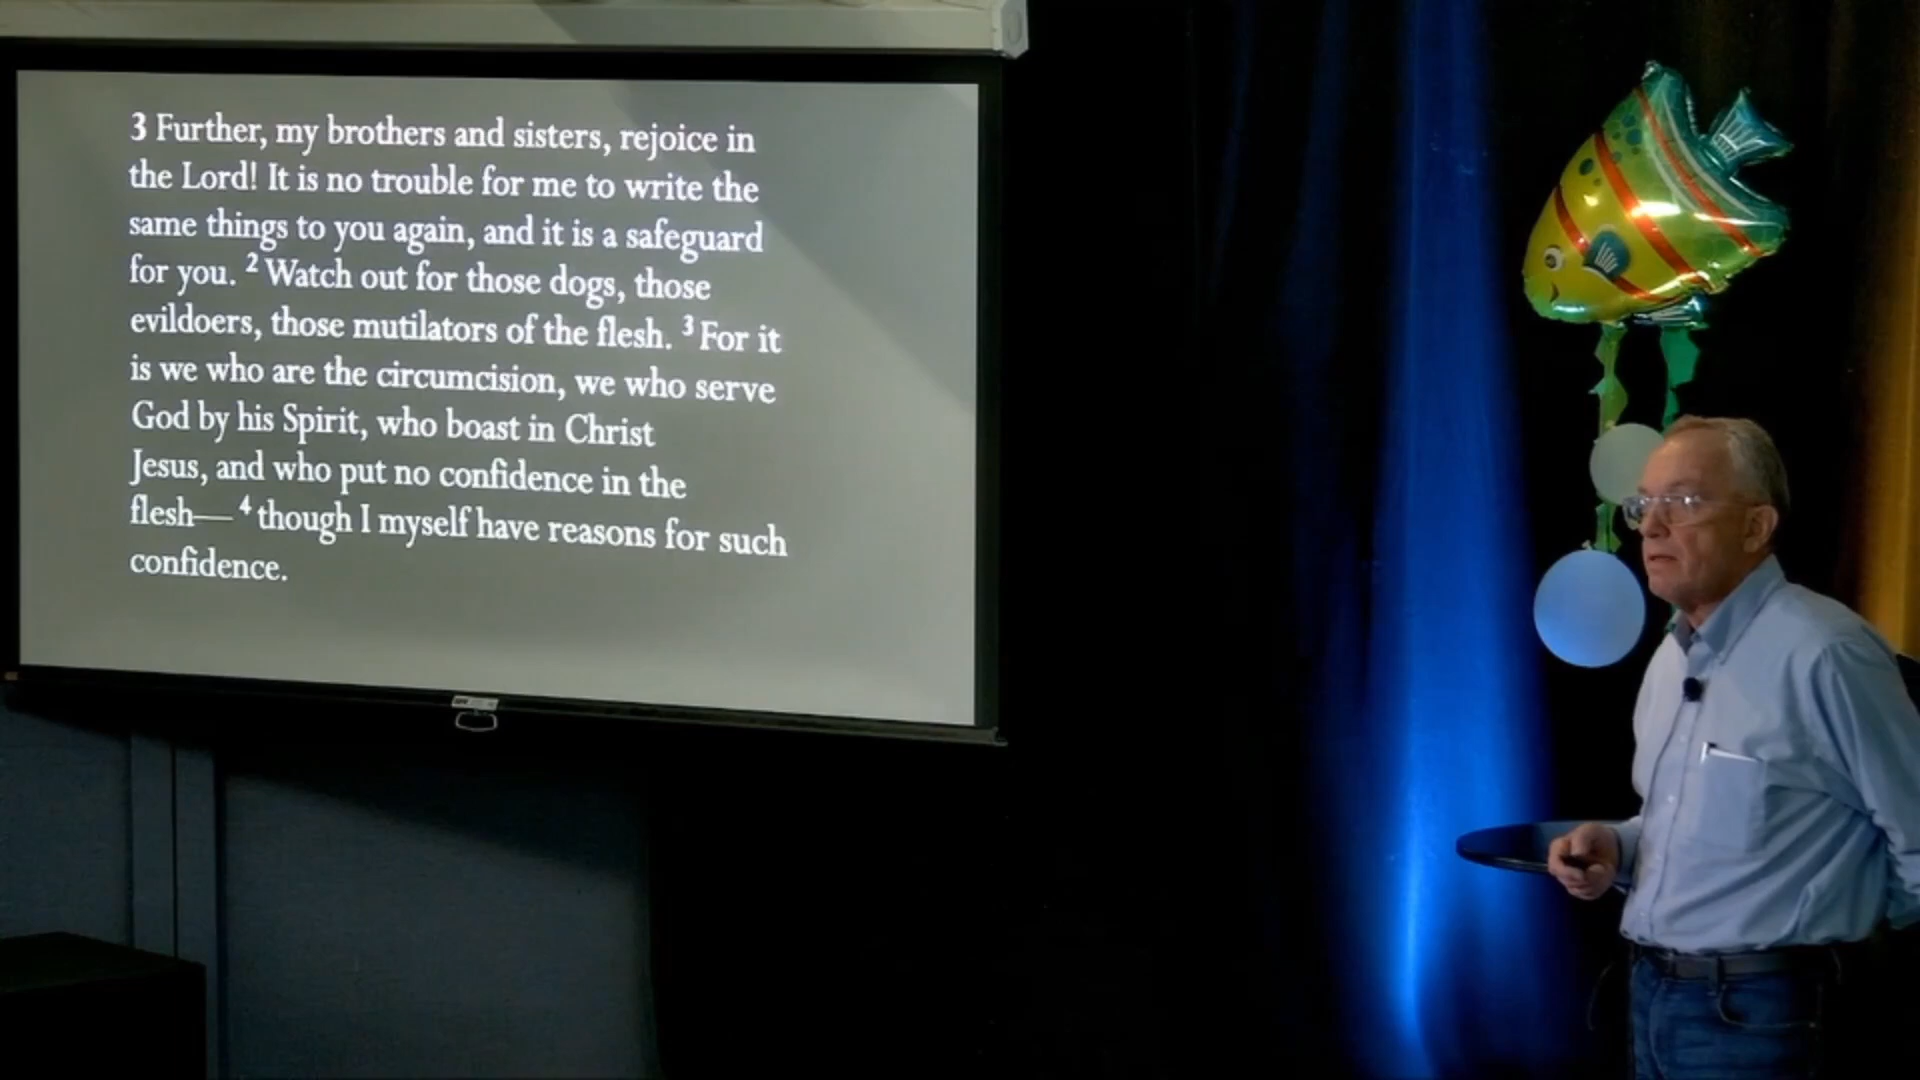 3 Further, my brothers and sisters, rejoice in
the Lord! It is no trouble for me to write the
same things to you again, and it is a safeguard
for you. ² Watch out for those dogs, those
evildoers, those mutilators of the flesh. ³ For it
is we who are the circumcision, we who serve
God by his Spirit, who boast in Christ
Jesus, and who put no confidence in the
flesh— ⁴ though I myself have reasons for such
confidence.